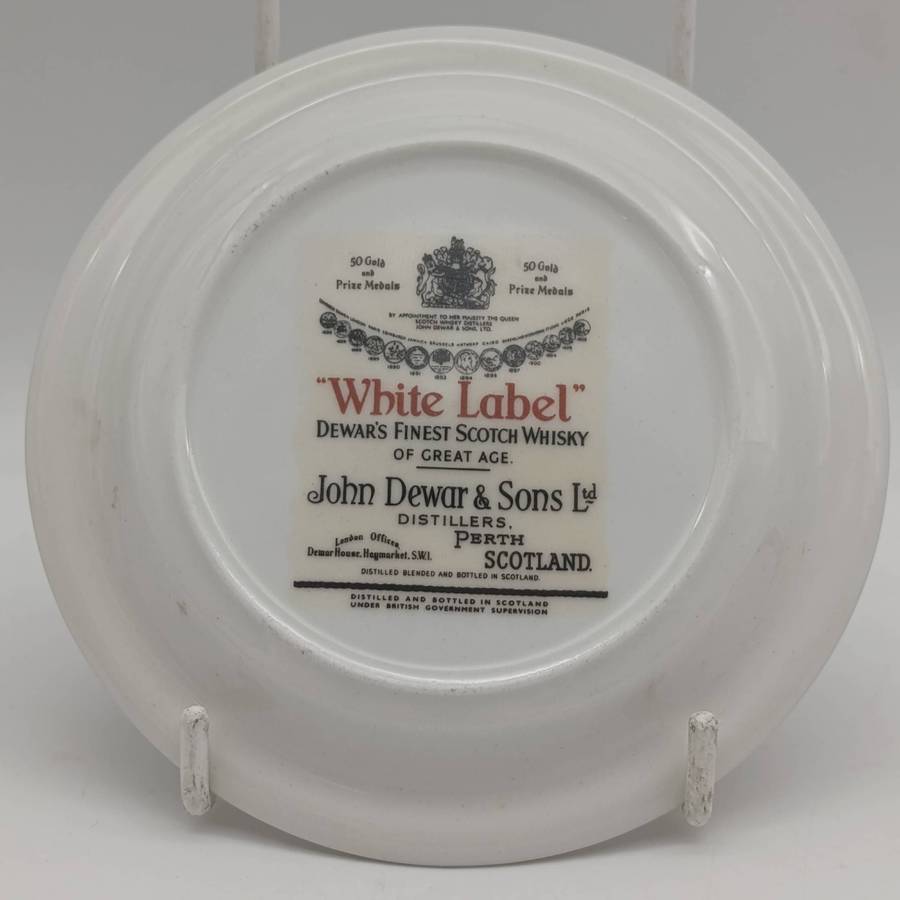 50 Gold
and
Prize Medals
50 Gold
and
Prize Medals
BY APPOINTMENT TO HER MAJESTY THE QUEEN
SCOTCH WHISKY DISTILLERS
JOHN DEWAR & SONS, LTD.
"White Label"
DEWAR'S FINEST SCOTCH WHISKY
OF GREAT AGE.
John Dewar & Sons Ltd
DISTILLERS,
PERTH
SCOTLAND.
London Offices,
Dewar House, Haymarket, S.W.1.
DISTILLED BLENDED AND BOTTLED IN SCOTLAND.
DISTILLED AND BOTTLED IN SCOTLAND
UNDER BRITISH GOVERNMENT SUPERVISION